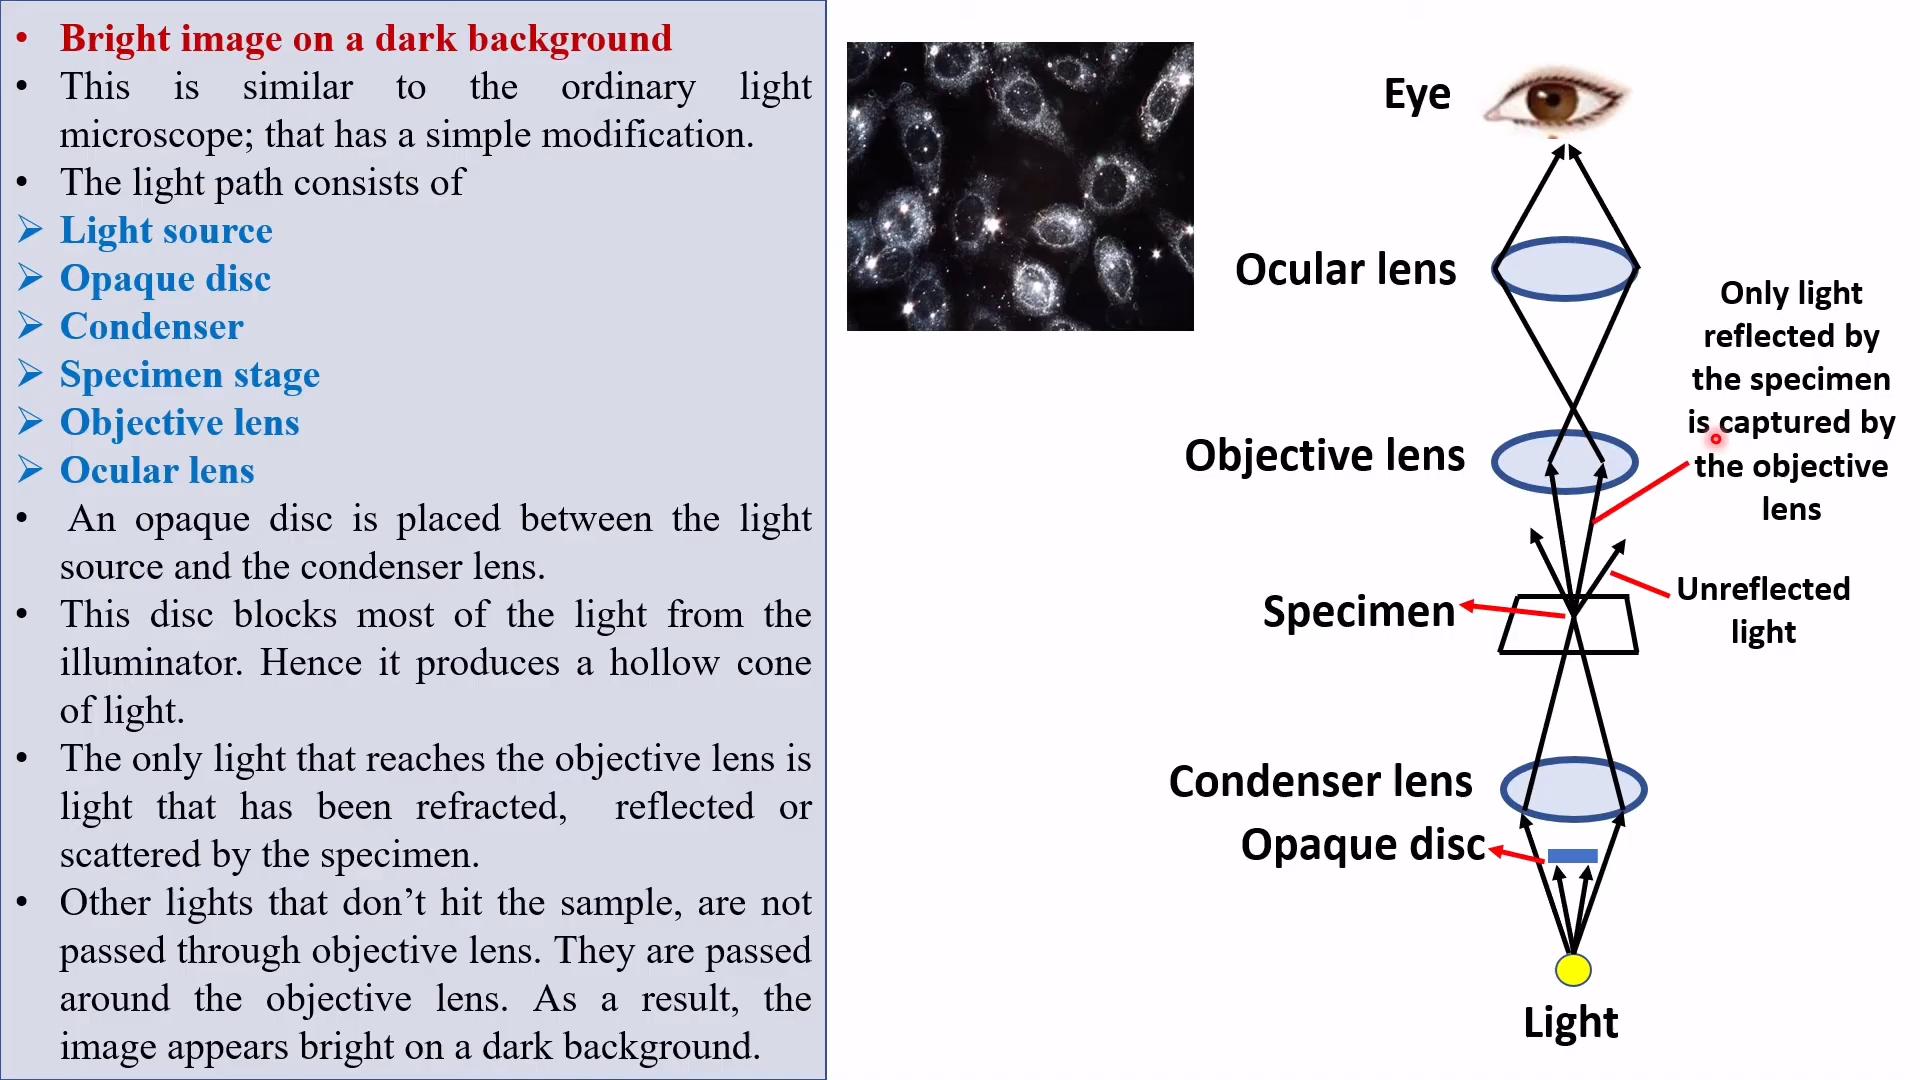 Bright image on a dark background
This is similar to the ordinary light
microscope; that has a simple modification.
The light path consists of
Light source
Opaque disc
Condenser
Specimen stage
Objective lens
Ocular lens
An opaque disc is placed between the light
source and the condenser lens.
This disc blocks most of the light from the
illuminator. Hence it produces a hollow cone
of light.
The only light that reaches the objective lens is
light that has been refracted, reflected or
scattered by the specimen.
Other lights that don’t hit the sample, are not
passed through objective lens. They are passed
around the objective lens. As a result, the
image appears bright on a dark background.
Eye
Ocular lens
Only light
reflected by
the specimen
is captured by
the objective
lens
Objective lens
Unreflected
light
Specimen
Condenser lens
Opaque disc
Light